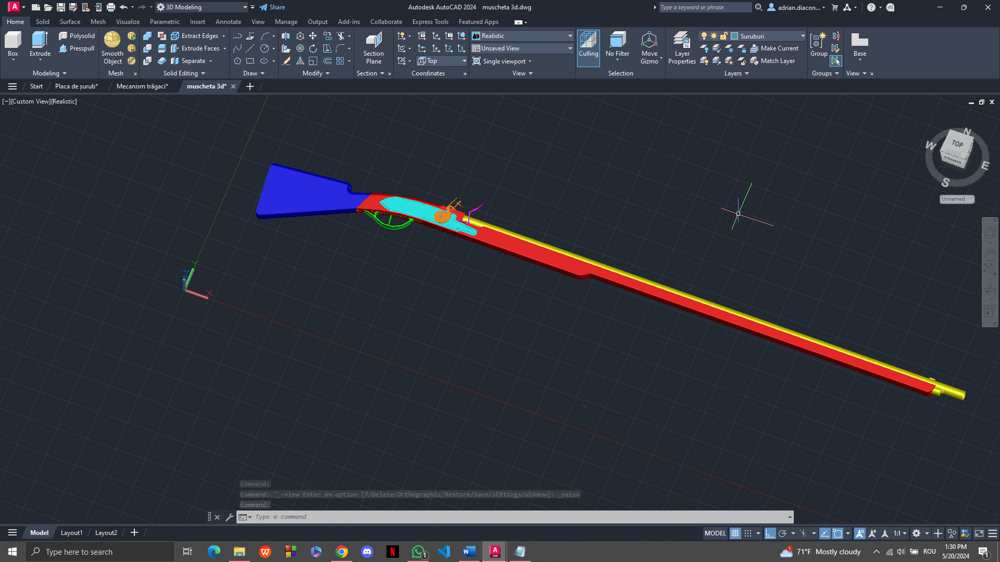 A CAD 3D Modeling Share Autodesk AutoCAD 2024 muscheta 3d.dwg Type a keyword or phrase adrian.diacon...
Home Solid Surface Mesh Visualize Parametric Insert Annotate View Manage Output Add-ins Collaborate Express Tools Featured Apps
Polysolid Extract Edges Realistic Suruburi
Presspull Extrude Faces Unsaved View Make Current
Box Extrude Smooth Object Separate Section Plane Top Single viewport Culling No Filter Move Gizmo Layer Properties Match Layer Group Base
Modeling Mesh Solid Editing Draw Modify Section Coordinates View Selection Layers Groups View
Start Placa de șurub* Mecanism trăgaci* muscheta 3d*
[−][Custom View][Realistic]
N
W TOP
FRONT E
S
Unnamed
Y
Z
X
Command:
Command: '_-view Enter an option [?/Delete/Orthographic/Restore/Save/sEttings/Window]: _seiso
Command:
Type a command
Model Layout1 Layout2 MODEL 1:1
Type here to search 1 71°F Mostly cloudy ROU 1:30 PM
5/20/2024 1